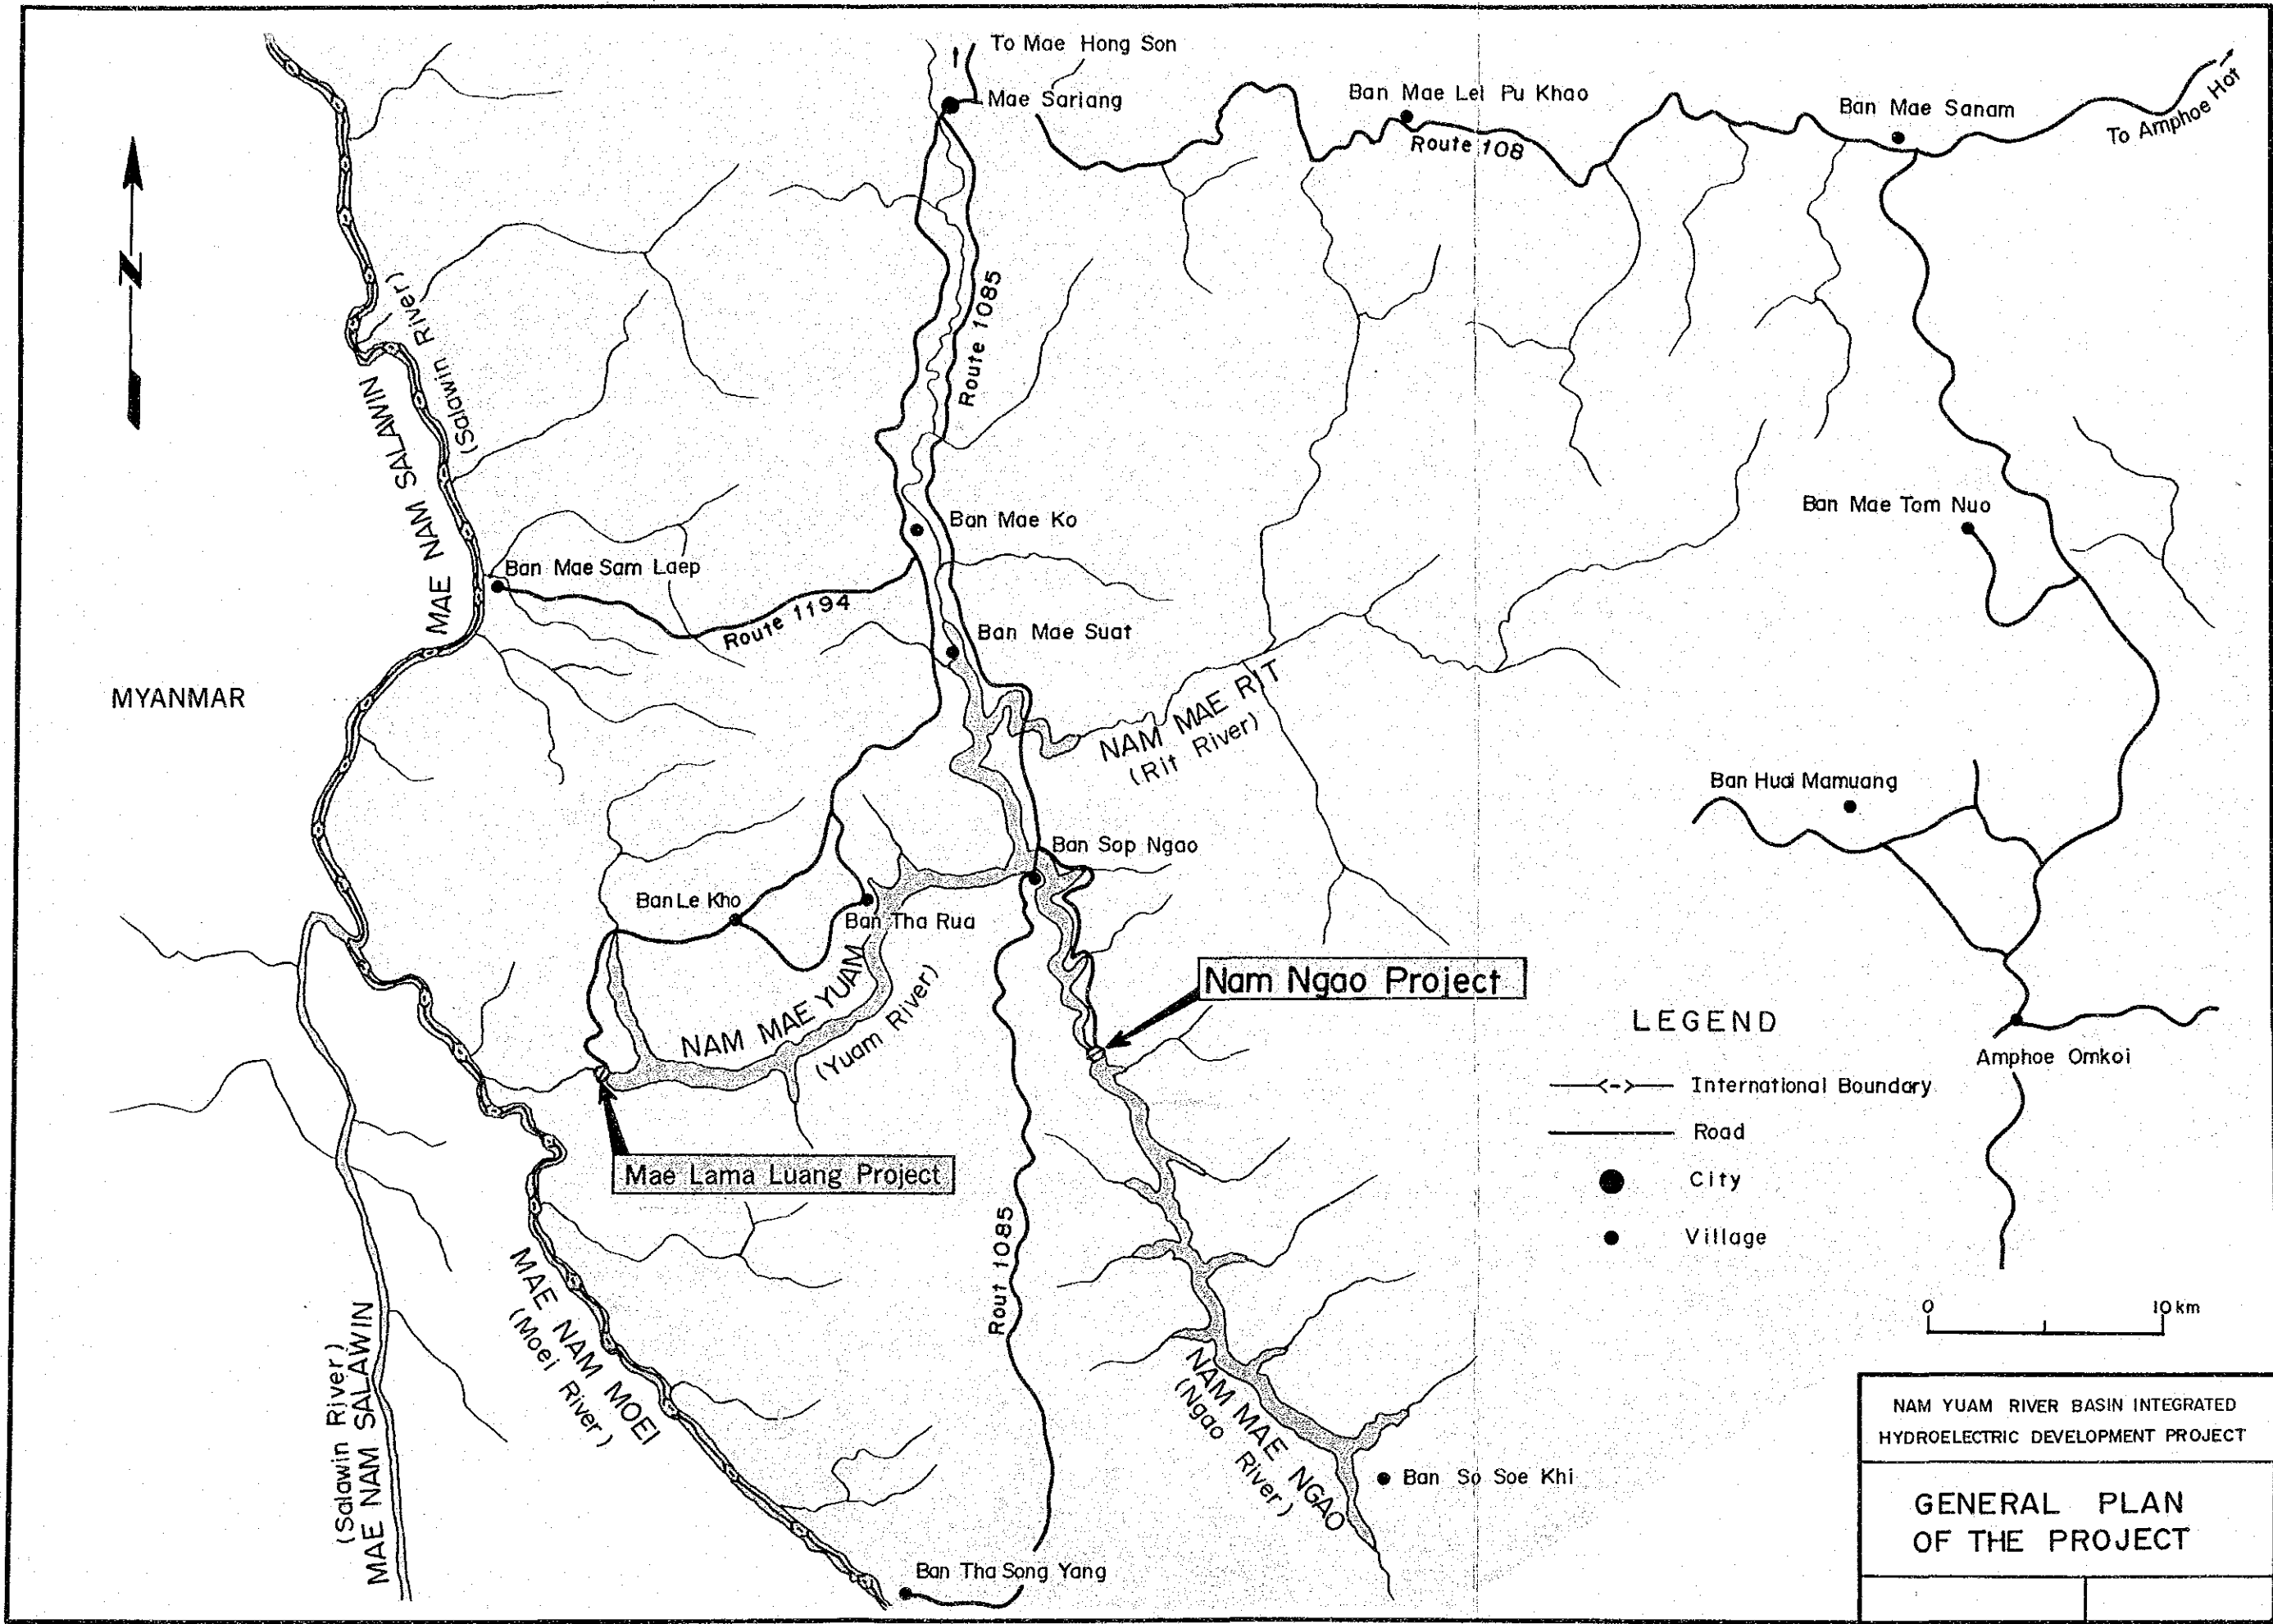 To Mae Hong Son
Mae Sariang
Ban Mae Lei Pu Khao
Route 108
Ban Mae Sanam
To Amphoe Hot
N
MAE NAM SALAWIN
(Salawin River)
Route 1085
Ban Mae Tom Nuo
Ban Mae Ko
Ban Mae Sam Laep
Route 1194
Ban Mae Suat
MYANMAR
NAM MAE RIT
(Rit River)
Ban Huai Mamuang
Ban Sop Ngao
Ban Le Kho
Ban Tha Rua
NAM MAE YUAM
(Yuam River)
Nam Ngao Project
Mae Lama Luang Project
LEGEND
International Boundary
Road
City
Village
Amphoe Omkoi
Rout 1085
MAE NAM MOEI
(Moei River)
(Salawin River)
MAE NAM SALAWIN
NAM MAE NGAO
(Ngao River)
Ban So Soe Khi
Ban Tha Song Yang
0 10 km
NAM YUAM RIVER BASIN INTEGRATED
HYDROELECTRIC DEVELOPMENT PROJECT
GENERAL PLAN
OF THE PROJECT